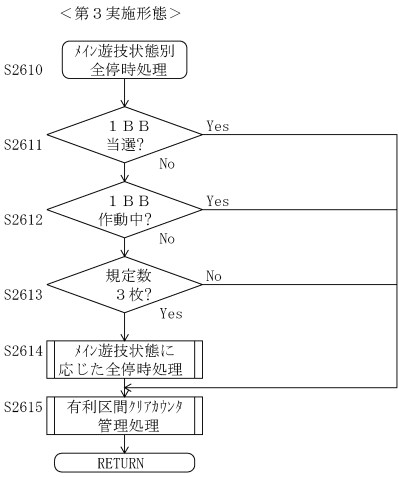 ＜第３実施形態＞
ﾒｲﾝ遊技状態別
S2610
全停時処理
１ＢＢ
Yes
S2611
当選?
No
１ＢＢ
Yes
S2612
作動中?
No
規定数
No
S2613
３枚?
Yes
S2614
ﾒｲﾝ遊技状態に
応じた全停時処理
S2615
有利区間ｸﾘｱｶｳﾝﾀ
管理処理
RETURN